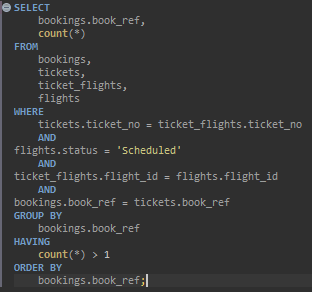 SELECT
bookings.book_ref,
count(*)
FROM
bookings,
tickets,
ticket_flights,
flights
WHERE
tickets.ticket_no = ticket_flights.ticket_no
AND
flights.status = 'Scheduled'
AND
ticket_flights.flight_id = flights.flight_id
AND
bookings.book_ref = tickets.book_ref
GROUP BY
bookings.book_ref
HAVING
count(*) > 1
ORDER BY
bookings.book_ref;